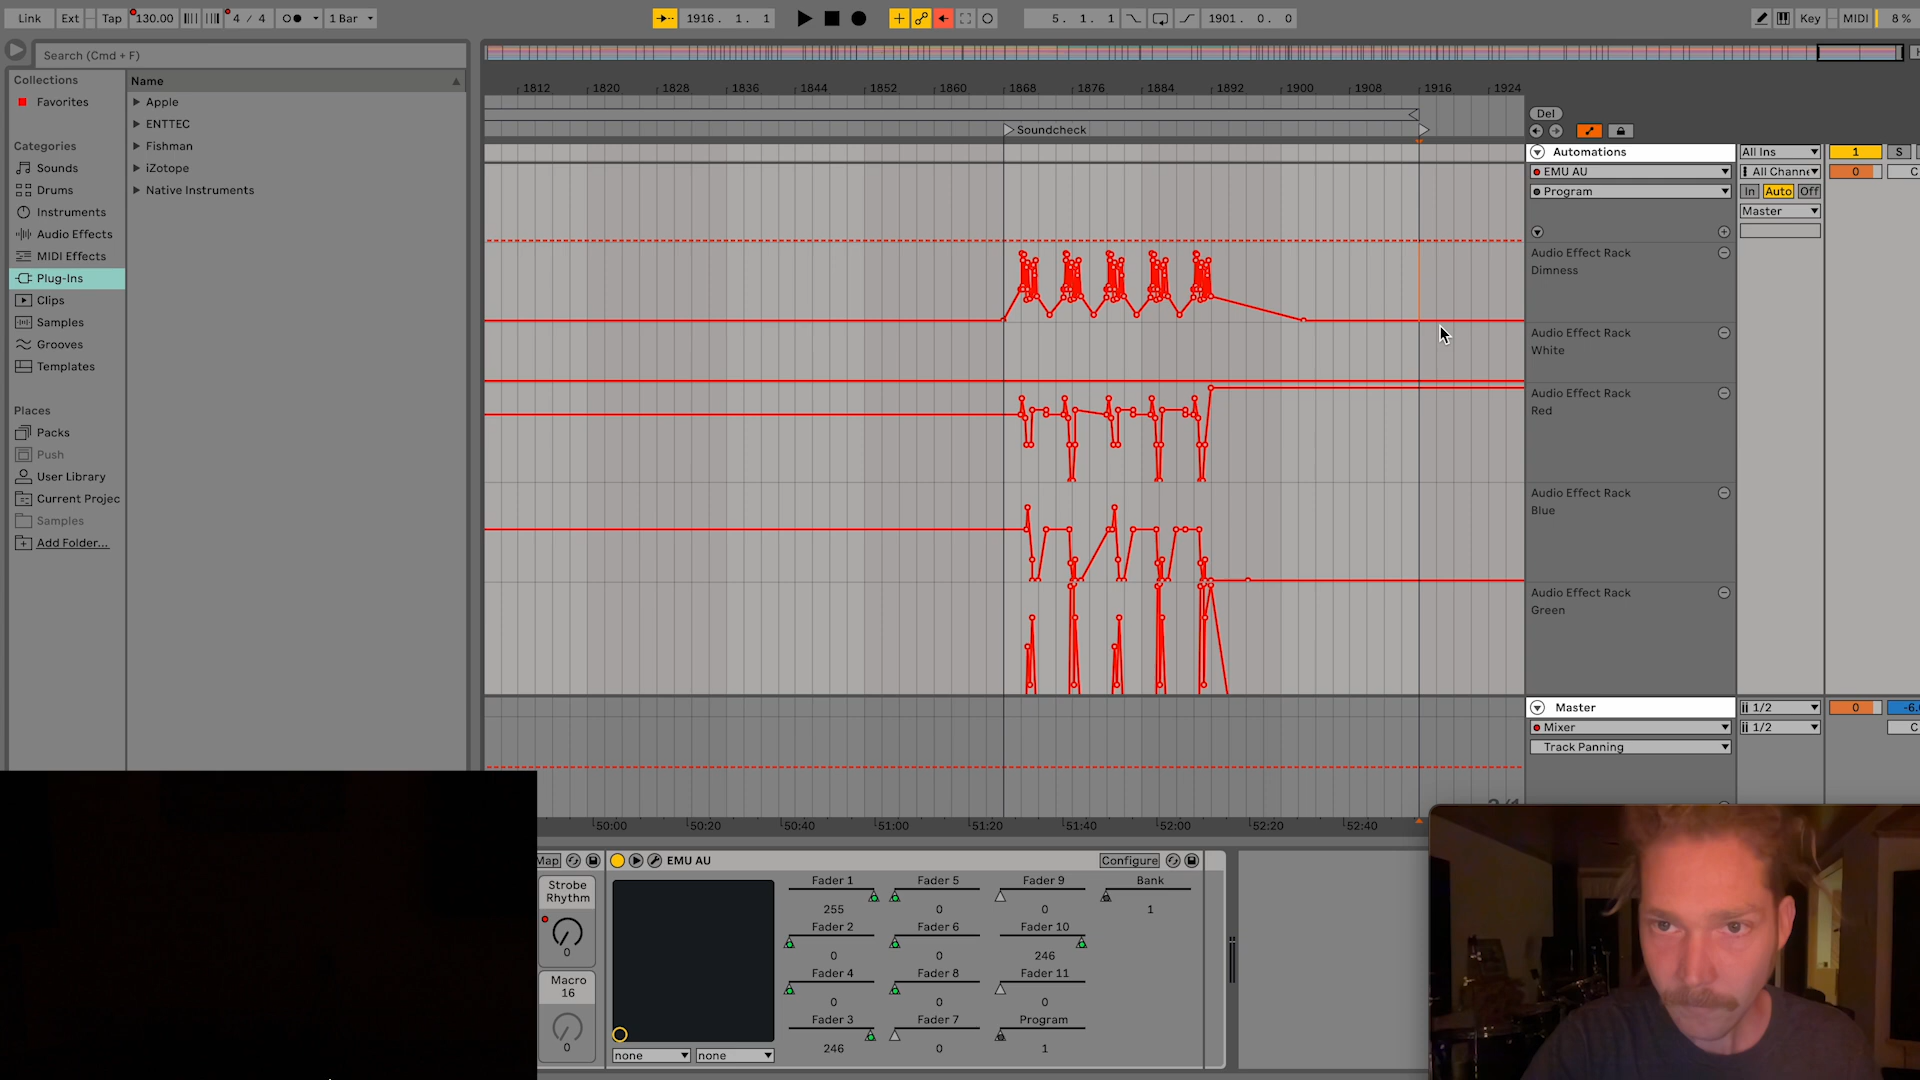 Link Ext Tap 130.00 4 / 4 1 Bar 1916. 1. 1 5. 1. 1 1901. 0. 0 Key MIDI 8 %
Search (Cmd + F)
Collections
Favorites
Categories
Sounds
Drums
Instruments
Audio Effects
MIDI Effects
Plug-Ins
Clips
Samples
Grooves
Templates
Places
Packs
Push
User Library
Current Projec
Samples
Add Folder...
Name
Apple
ENTTEC
Fishman
iZotope
Native Instruments
1812 1820 1828 1836 1844 1852 1860 1868 1876 1884 1892 1900 1908 1916 1924
Soundcheck
Del
Automations
EMU AU
Program
Audio Effect Rack
Dimness
Audio Effect Rack
White
Audio Effect Rack
Red
Audio Effect Rack
Blue
Audio Effect Rack
Green
All Ins
All Channe
In Auto Off
Master
1 S
0 C
Master
Mixer
Track Panning
1/2
1/2
0 -6.
C
50:00 50:20 50:40 51:00 51:20 51:40 52:00 52:20 52:40
Map
Strobe
Rhythm
0
Macro
16
0
EMU AU
Configure
none none
Fader 1 Fader 5 Fader 9 Bank
255 0 0 1
Fader 2 Fader 6 Fader 10
0 0 246
Fader 4 Fader 8 Fader 11
0 0 0
Fader 3 Fader 7 Program
246 0 1